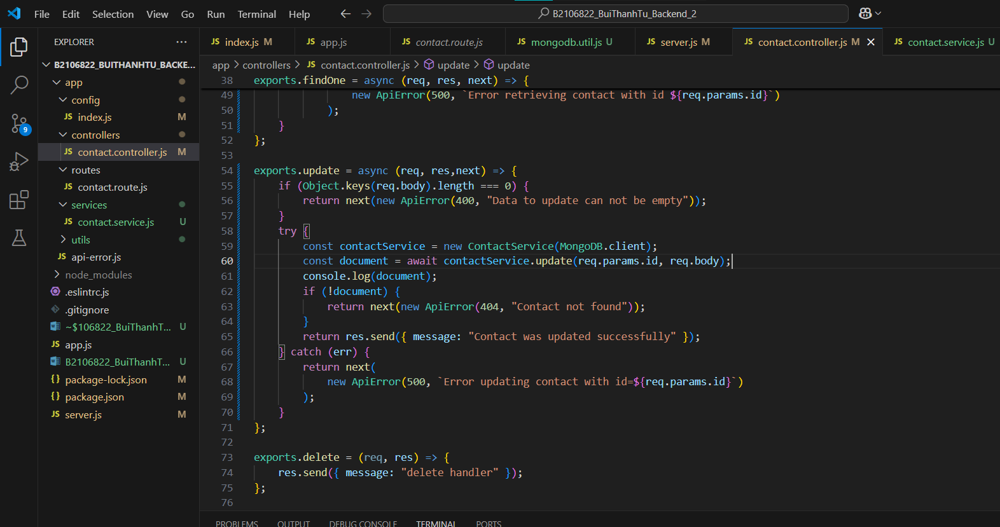 File Edit Selection View Go Run Terminal Help
B2106822_BuiThanhTu_Backend_2
EXPLORER ...
B2106822_BUITHANHTU_BACKE...
app
config
JS index.js M
controllers
JS contact.controller.js M
routes
JS contact.route.js
services
JS contact.service.js U
utils
JS api-error.js
node_modules
.eslintrc.js
.gitignore
~$106822_BuiThanhT... U
JS app.js
B2106822_BuiThanhT... U
{} package-lock.json M
{} package.json M
JS server.js M
9
JS index.js M JS app.js JS contact.route.js JS mongodb.util.js U JS server.js M JS contact.controller.js M JS contact.service.js U
app > controllers > JS contact.controller.js > update > update
38 exports.findOne = async (req, res, next) => {
49 new ApiError(500, `Error retrieving contact with id ${req.params.id}`)
50 );
51 }
52 };
53
54 exports.update = async (req, res,next) => {
55 if (Object.keys(req.body).length === 0) {
56 return next(new ApiError(400, "Data to update can not be empty"));
57 }
58 try {
59 const contactService = new ContactService(MongoDB.client);
60 const document = await contactService.update(req.params.id, req.body);
61 console.log(document);
62 if (!document) {
63 return next(new ApiError(404, "Contact not found"));
64 }
65 return res.send({ message: "Contact was updated successfully" });
66 } catch (err) {
67 return next(
68 new ApiError(500, `Error updating contact with id=${req.params.id}`)
69 );
70 }
71 };
72
73 exports.delete = (req, res) => {
74 res.send({ message: "delete handler" });
75 };
76
PROBLEMS OUTPUT DEBUG CONSOLE TERMINAL PORTS